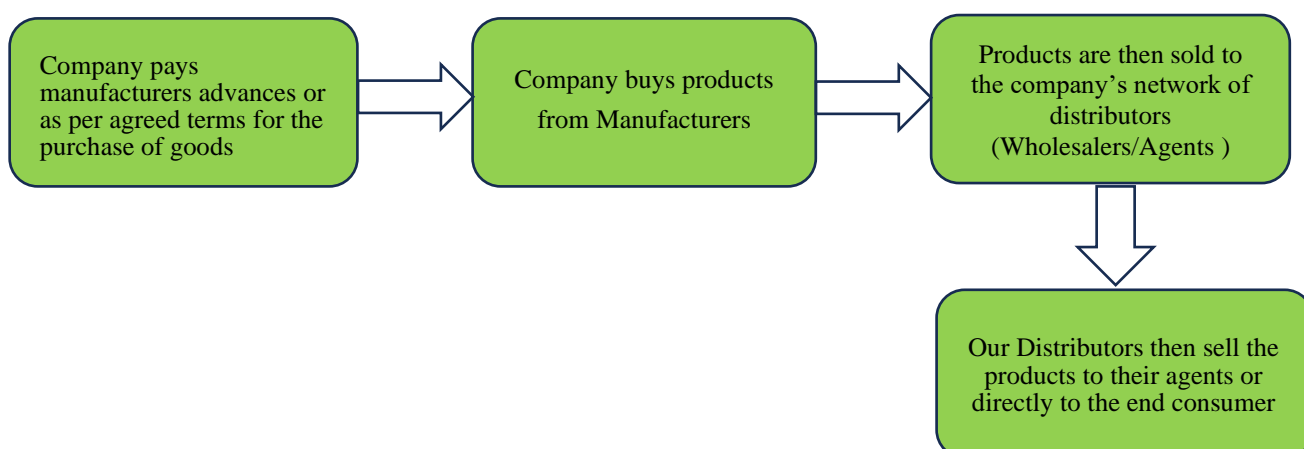 Company pays
manufacturers advances or
as per agreed terms for the
purchase of goods
Company buys products
from Manufacturers
Products are then sold to
the company’s network of
distributors
(Wholesalers/Agents )
Our Distributors then sell the
products to their agents or
directly to the end consumer